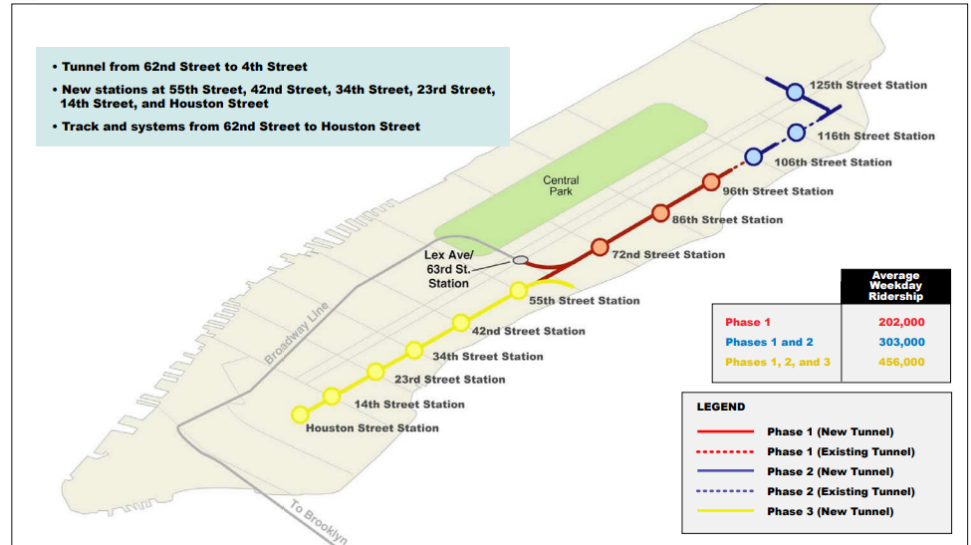 • Tunnel from 62nd Street to 4th Street
• New stations at 55th Street, 42nd Street, 34th Street, 23rd Street,
14th Street, and Houston Street
• Track and systems from 62nd Street to Houston Street
125th Street Station
116th Street Station
106th Street Station
96th Street Station
86th Street Station
72nd Street Station
Central
Park
Lex Ave/
63rd St.
Station
55th Street Station
42nd Street Station
34th Street Station
23rd Street Station
14th Street Station
Houston Street Station
Broadway Line
To Brooklyn
Average
Weekday
Ridership
Phase 1 202,000
Phases 1 and 2 303,000
Phases 1, 2, and 3 456,000
LEGEND
Phase 1 (New Tunnel)
Phase 1 (Existing Tunnel)
Phase 2 (New Tunnel)
Phase 2 (Existing Tunnel)
Phase 3 (New Tunnel)